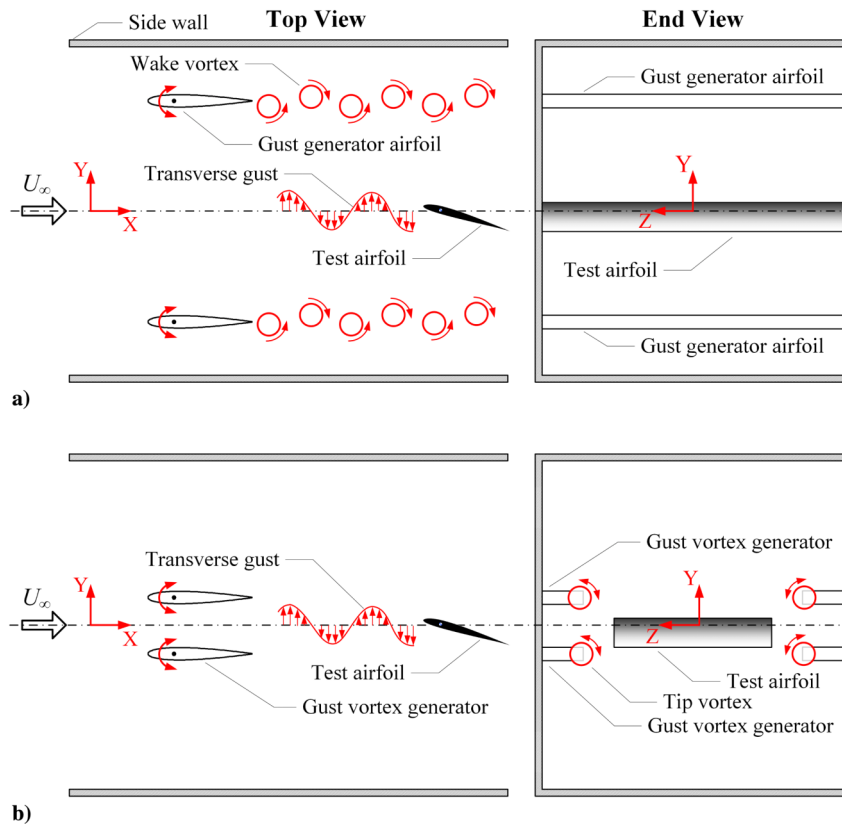 Side wall
Top View
End View
Wake vortex
Gust generator airfoil
Gust generator airfoil
Transverse gust
Y
U∞
X
Test airfoil
Y
Z
Test airfoil
Gust generator airfoil
a)
Transverse gust
Gust vortex generator
Y
U∞
X
Y
Z
Test airfoil
Gust vortex generator
Test airfoil
Tip vortex
Gust vortex generator
b)